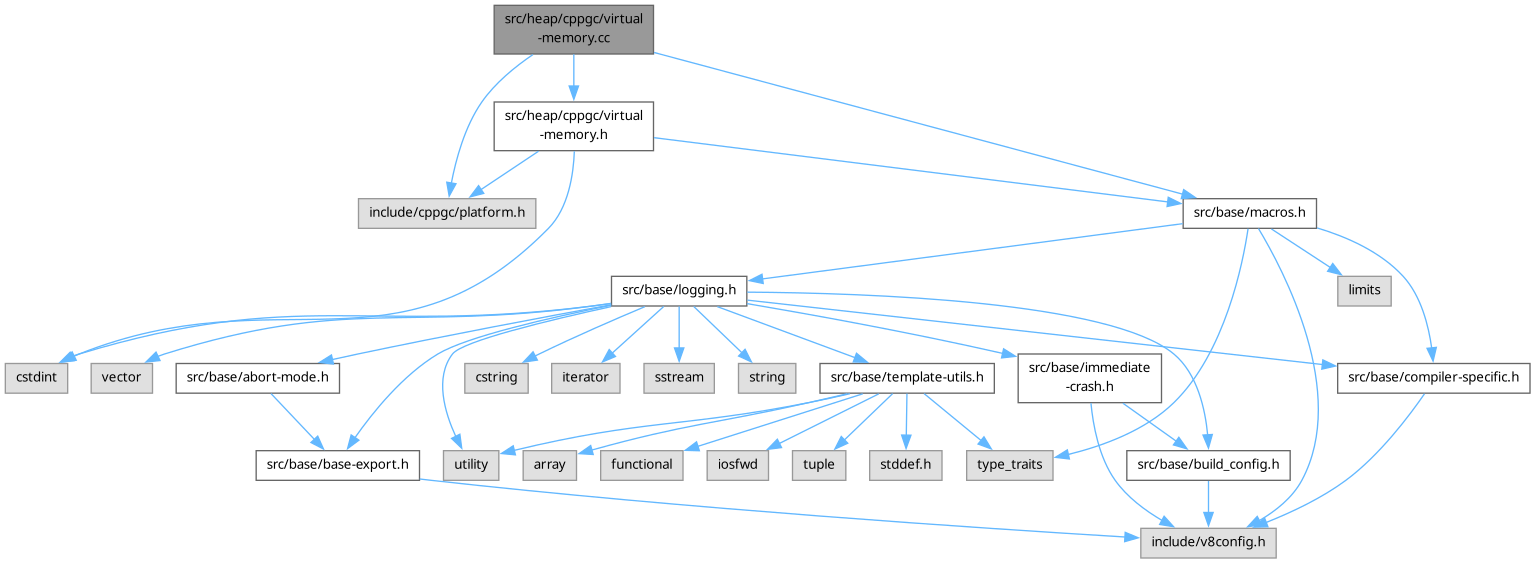 src/heap/cppgc/virtual
-memory.cc
src/heap/cppgc/virtual
-memory.h
include/cppgc/platform.h
src/base/macros.h
src/base/logging.h
limits
cstdint
vector
src/base/abort-mode.h
cstring
iterator
sstream
string
src/base/template-utils.h
src/base/immediate
-crash.h
src/base/compiler-specific.h
src/base/base-export.h
utility
array
functional
iosfwd
tuple
stddef.h
type_traits
src/base/build_config.h
include/v8config.h